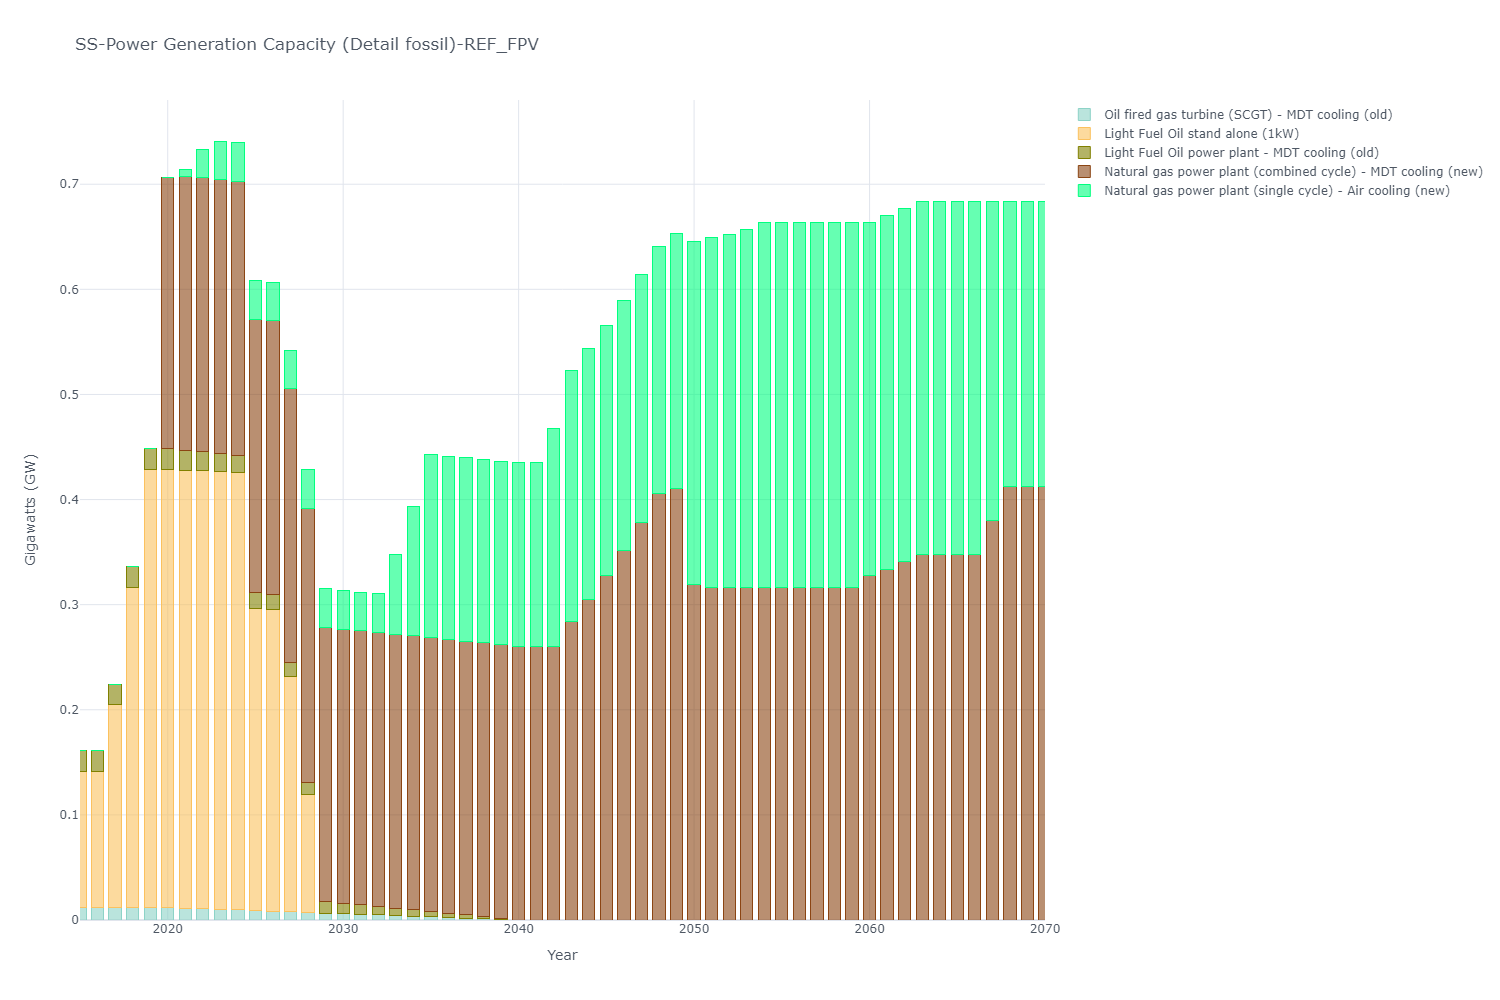 SS-Power Generation Capacity (Detail fossil)-REF_FPV
Oil fired gas turbine (SCGT) - MDT cooling (old)
Light Fuel Oil stand alone (1kW)
Light Fuel Oil power plant - MDT cooling (old)
Natural gas power plant (combined cycle) - MDT cooling (new)
Natural gas power plant (single cycle) - Air cooling (new)
0.7
0.6
0.5
0.4
0.3
0.2
0.1
0
Gigawatts (GW)
2020
2030
2040
2050
2060
2070
Year